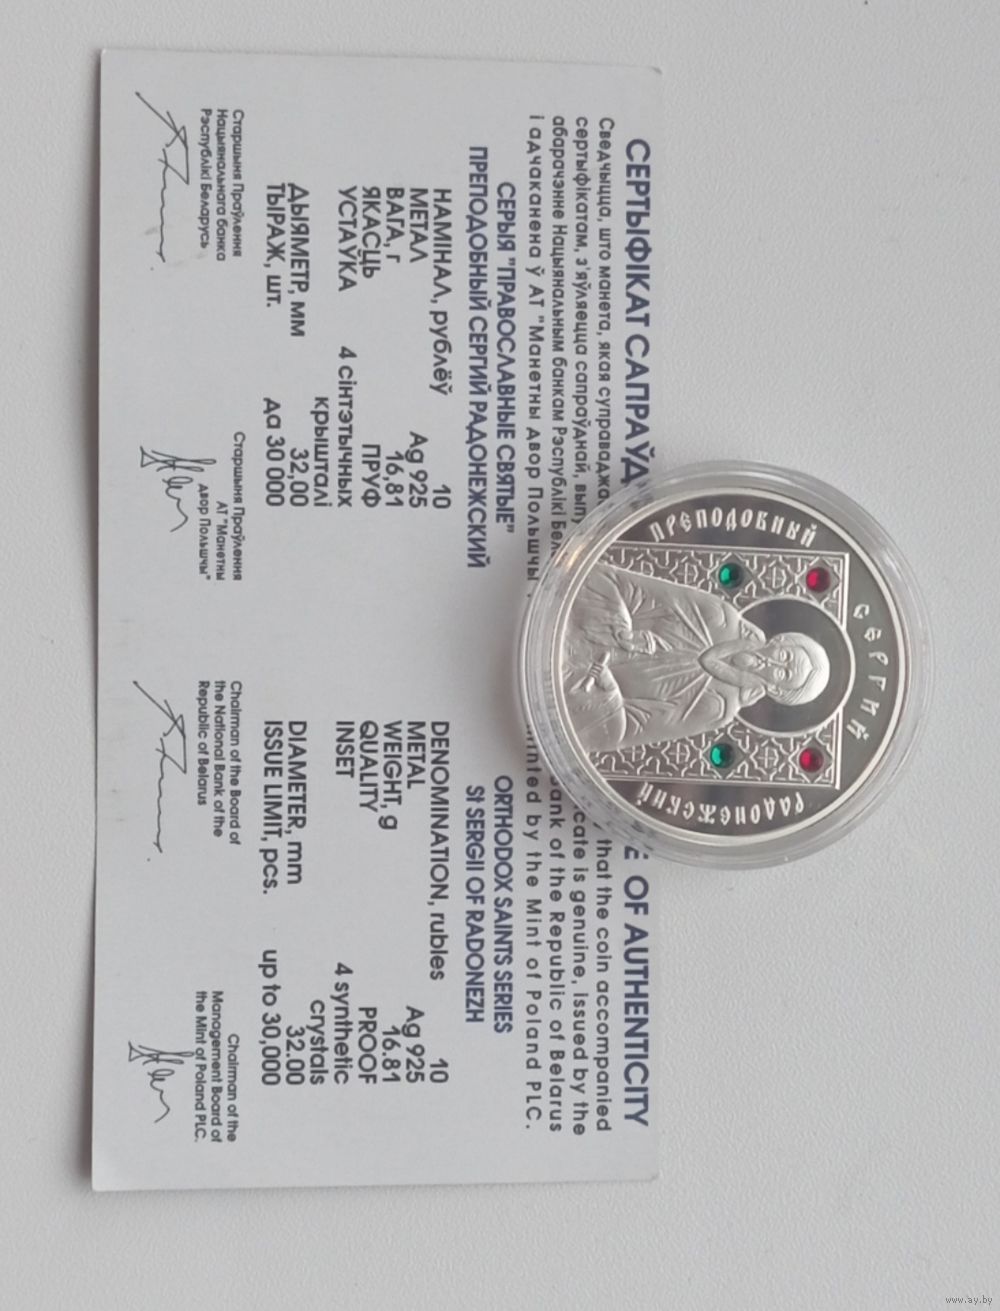 СЕРТЫФІКАТ САПРАЎД
Сведчыцца, што манета, якая суправаджа
сертыфікатам, з'яўляецца сапраўднай, выпу
абарачэнне Нацыянальным банкам Рэспублікі Бел
і адчаканена ў АТ "Манетны двор Польшчы
СЕРЫЯ "ПРАВОСЛАВНЫЕ СВЯТЫЕ"
ПРЕПОДОБНЫЙ СЕРГИЙ РАДОНЕЖСКИЙ
НАМІНАЛ, рублёў 10
МЕТАЛ Ag 925
ВАГА, г 16,81
ЯКАСЦЬ ПРУФ
УСТАЎКА 4 сінтэтычных
крышталі
ДЫЯМЕТР, мм 32,00
ТЫРАЖ, шт. да 30 000
Старшыня Праўлення
Нацыянальнага банка
Рэспублікі Беларусь
Старшыня Праўлення
АТ "Манетны
двор Польшчы"
E OF AUTHENTICITY
that the coin accompanied
cate is genuine, issued by the
Bank of the Republic of Belarus
minted by the Mint of Poland PLC.
ORTHODOX SAINTS SERIES
St SERGII OF RADONEZH
DENOMINATION, rubles 10
METAL Ag 925
WEIGHT, g 16.81
QUALITY PROOF
INSET 4 synthetic
crystals
DIAMETER, mm 32.00
ISSUE LIMIT, pcs. up to 30,000
Chairman of the Board of
the National Bank of the
Republic of Belarus
Chairman of the
Management Board of
the Mint of Poland PLC.
ПРЕПОДОБНЫЙ
СЕРГИЙ
РАДОНЕЖСКИЙ
www.ay.by